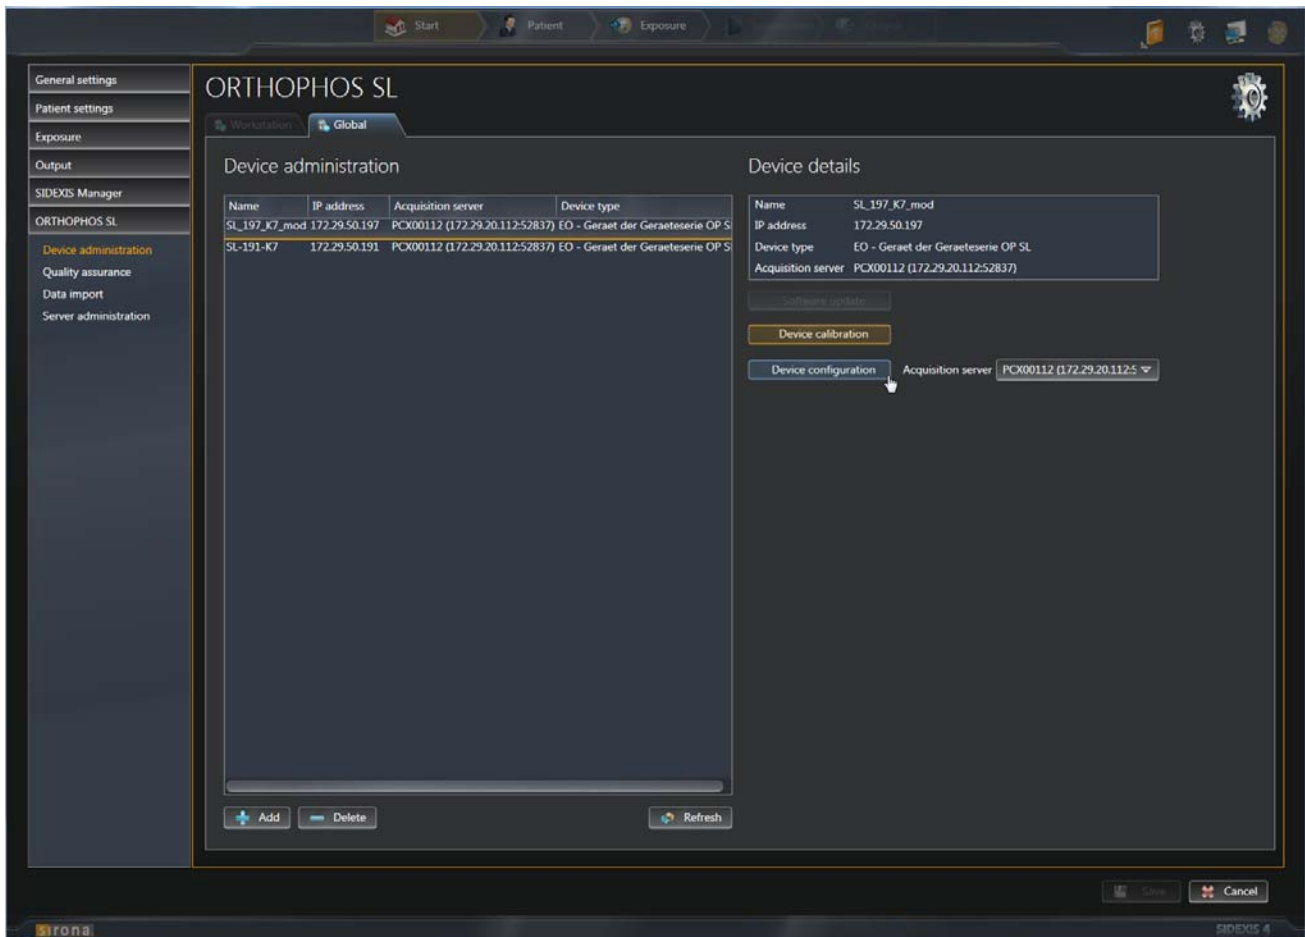 Start
Patient
Exposure
General settings
Patient settings
Exposure
Output
SIDEXIS Manager
ORTHOPHOS SL
Device administration
Quality assurance
Data import
Server administration
ORTHOPHOS SL
Workstation
Global
Device administration
Name IP address Acquisition server Device type
SL_197_K7_mod 172.29.50.197 PCX00112 (172.29.20.112:52837) EO - Geraet der Geraeteserie OP S
SL-191-K7 172.29.50.191 PCX00112 (172.29.20.112:52837) EO - Geraet der Geraeteserie OP S
Add
Delete
Refresh
Device details
Name SL_197_K7_mod
IP address 172.29.50.197
Device type EO - Geraet der Geraeteserie OP SL
Acquisition server PCX00112 (172.29.20.112:52837)
Software update
Device calibration
Device configuration Acquisition server PCX00112 (172.29.20.112:5
Save
Cancel
sirona
SIDEXIS 4